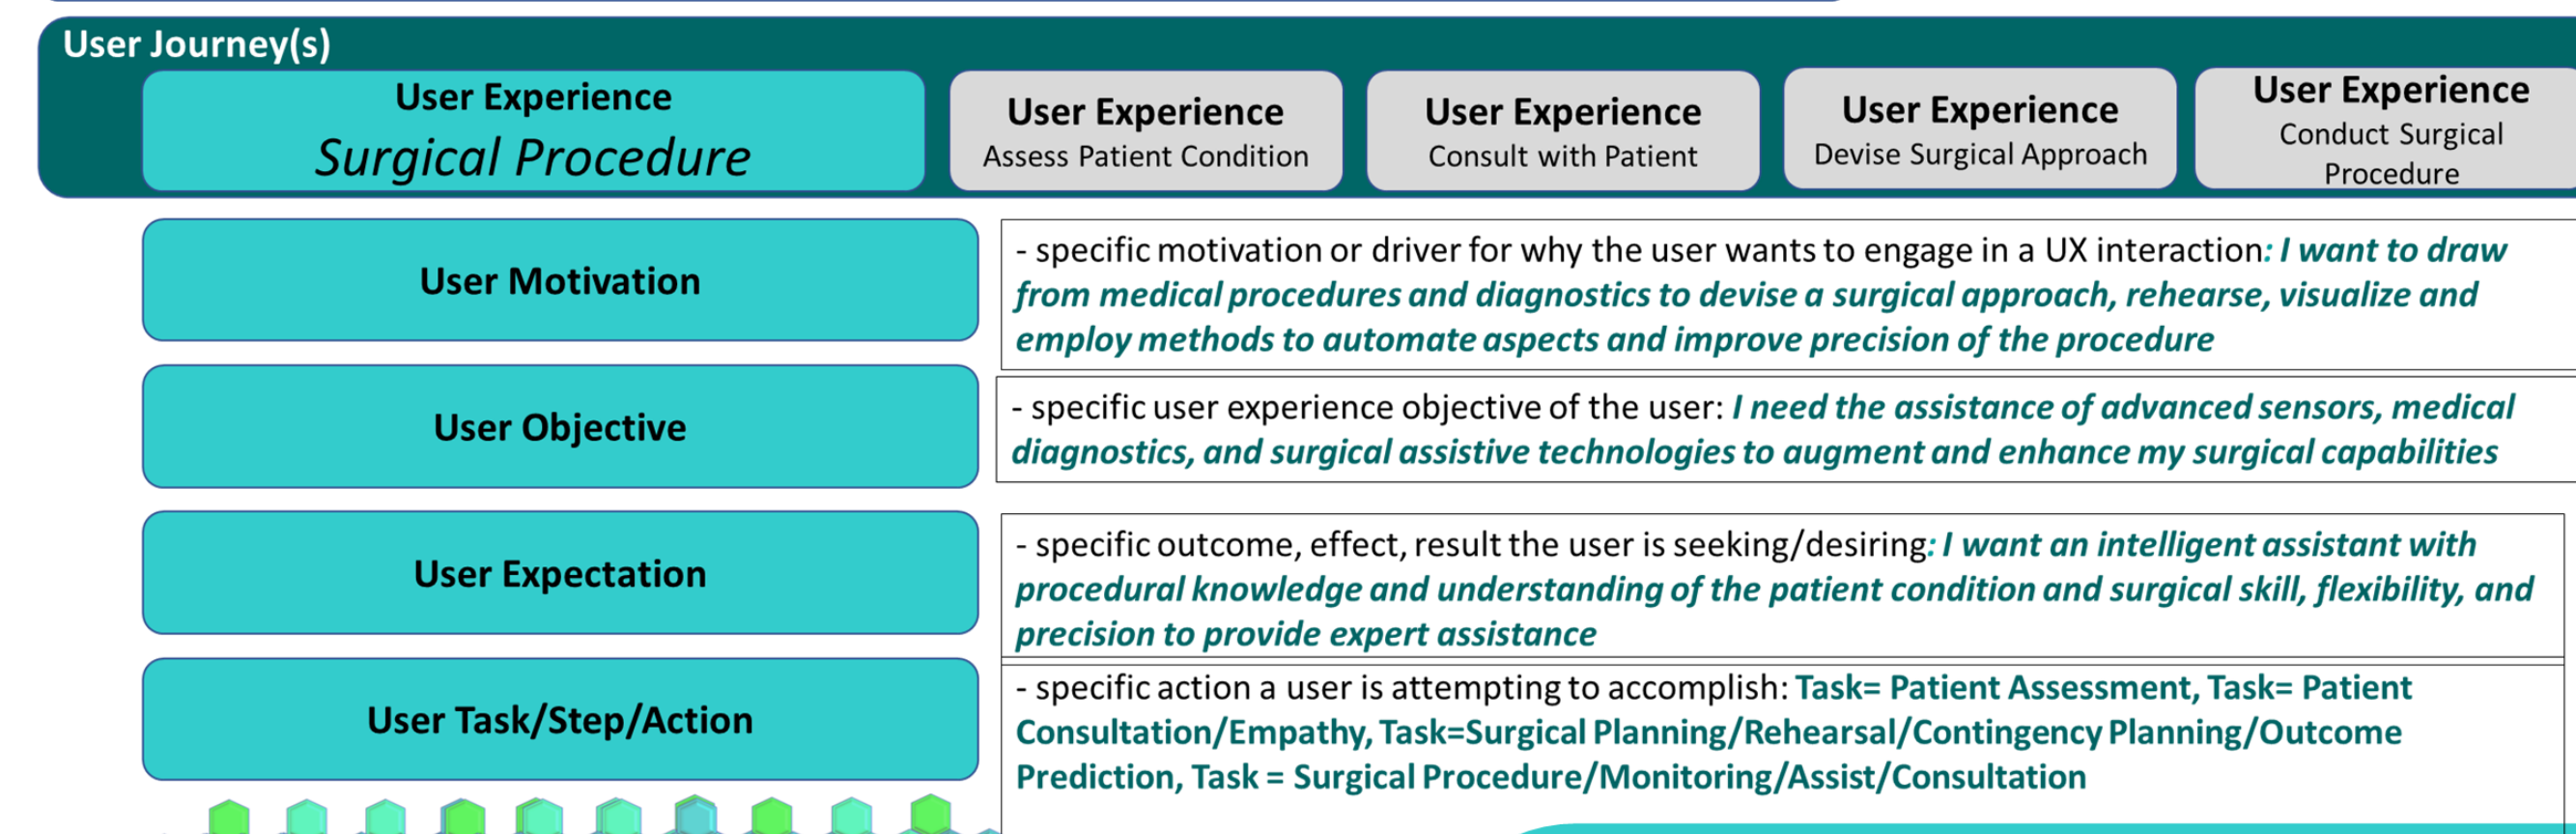 User Journey(s)
User Experience
Surgical Procedure
User Experience
Assess Patient Condition
User Experience
Consult with Patient
User Experience
Devise Surgical Approach
User Experience
Conduct Surgical
Procedure
User Motivation
- specific motivation or driver for why the user wants to engage in a UX interaction: I want to draw
from medical procedures and diagnostics to devise a surgical approach, rehearse, visualize and
employ methods to automate aspects and improve precision of the procedure
User Objective
- specific user experience objective of the user: I need the assistance of advanced sensors, medical
diagnostics, and surgical assistive technologies to augment and enhance my surgical capabilities
User Expectation
- specific outcome, effect, result the user is seeking/desiring: I want an intelligent assistant with
procedural knowledge and understanding of the patient condition and surgical skill, flexibility, and
precision to provide expert assistance
User Task/Step/Action
- specific action a user is attempting to accomplish: Task= Patient Assessment, Task= Patient
Consultation/Empathy, Task=Surgical Planning/Rehearsal/Contingency Planning/Outcome
Prediction, Task = Surgical Procedure/Monitoring/Assist/Consultation